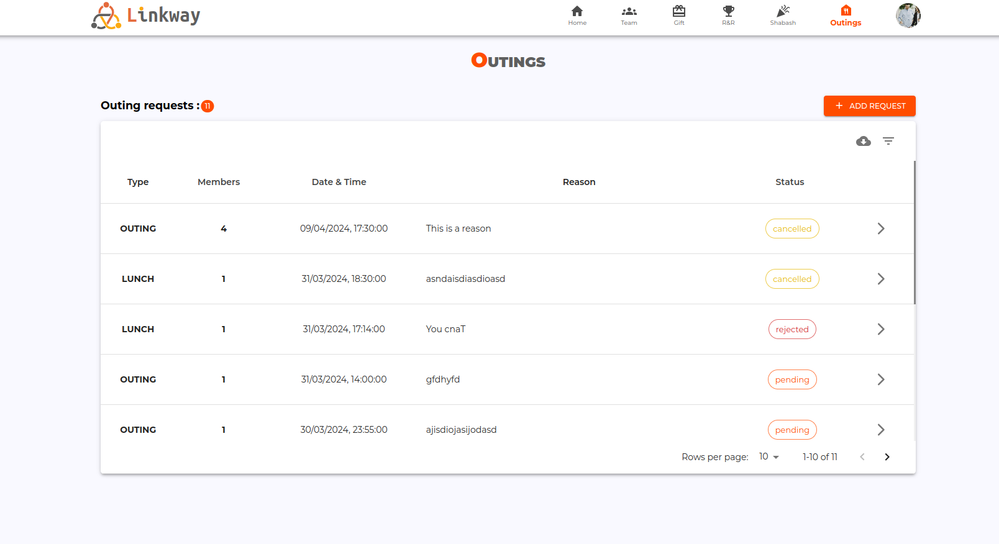 Linkway
Home Team Gift R&R Shabash Outings
OUTINGS
Outing requests : 11
+ ADD REQUEST
Type Members Date & Time Reason Status
OUTING 4 09/04/2024, 17:30:00 This is a reason cancelled
LUNCH 1 31/03/2024, 18:30:00 asndaisdiasdioasd cancelled
LUNCH 1 31/03/2024, 17:14:00 You cnaT rejected
OUTING 1 31/03/2024, 14:00:00 gfdhyfd pending
OUTING 1 30/03/2024, 23:55:00 ajisdiojasijodasd pending
Rows per page: 10 1-10 of 11